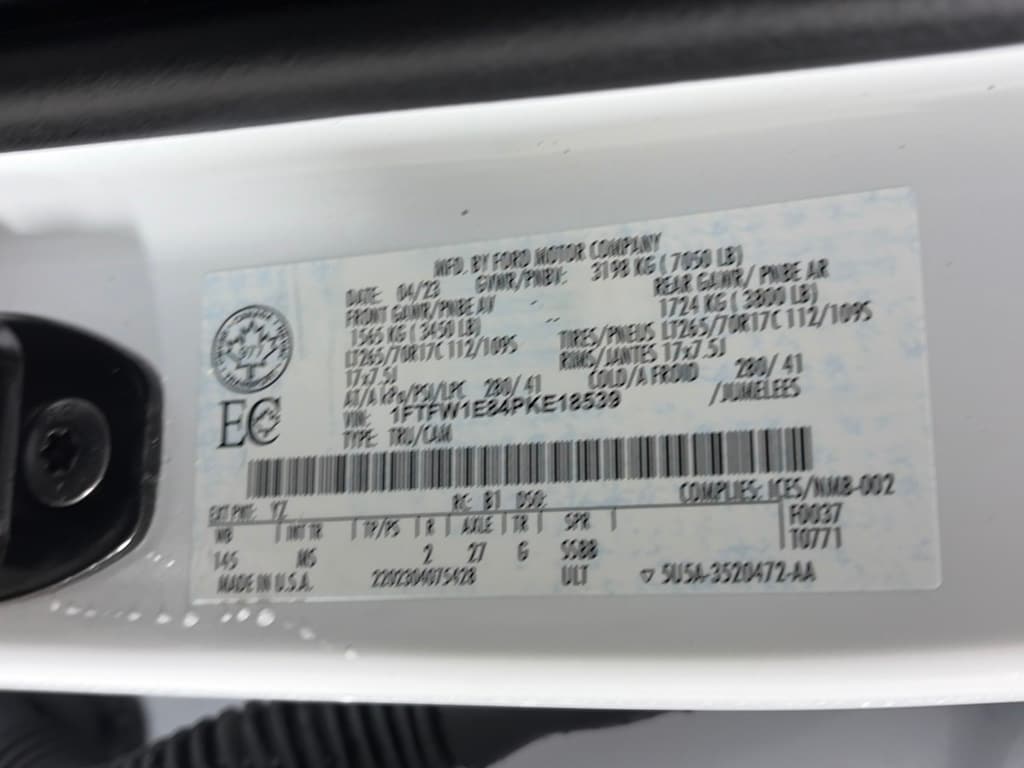 MFD. BY FORD MOTOR COMPANY
DATE: 04/23 GVWR/PNBV: 3198 KG ( 7050 LB)
FRONT GAWR/PNBE AV REAR GAWR/ PNBE AR
1565 KG ( 3450 LB) 1724 KG ( 3800 LB)
LT265/70R17C 112/109S TIRES/PNEUS LT265/70R17C 112/109S
17x7.5J RIMS/JANTES 17x7.5J
AT/A kPa/PSI/LPC 280/ 41 COLD/A FROID 280/ 41
VIN: 1FTFW1E84PKE18539 /JUMELEES
TYPE: TRU/CAM
EC
COMPLIES: ICES/NMB-002
EXT PNT: YZ RC: B1 DSO:
WB INT TR TP/PS R AXLE TR SPR F0037
145 MS 2 27 G 5588 T0771
MADE IN U.S.A. 2202304075428 ULT 5U5A-3520472-AA